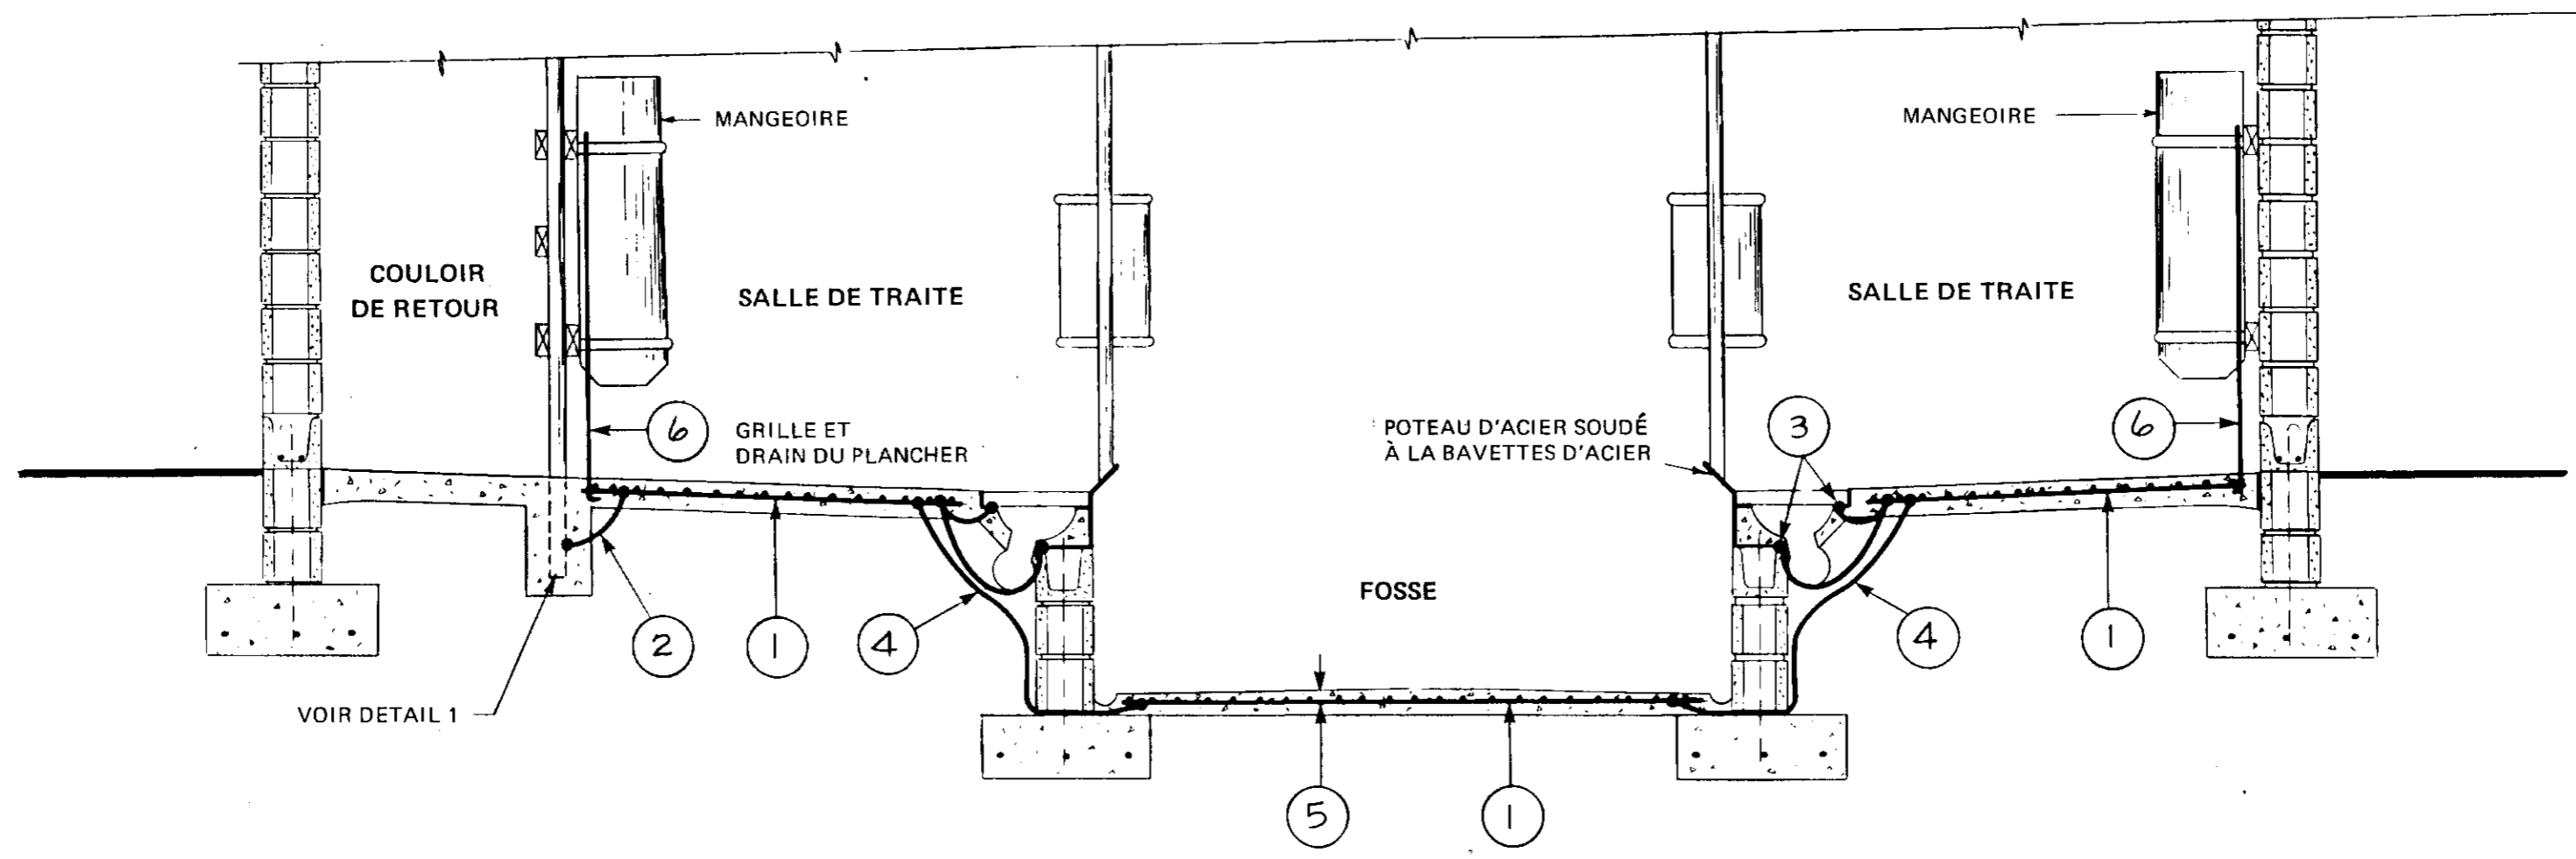 MANGEOIRE
MANGEOIRE
COULOIR
DE RETOUR
SALLE DE TRAITE
SALLE DE TRAITE
6
GRILLE ET
DRAIN DU PLANCHER
POTEAU D'ACIER SOUDÉ
À LA BAVETTES D'ACIER
3
6
FOSSE
2
1
4
4
1
VOIR DETAIL 1
5
1